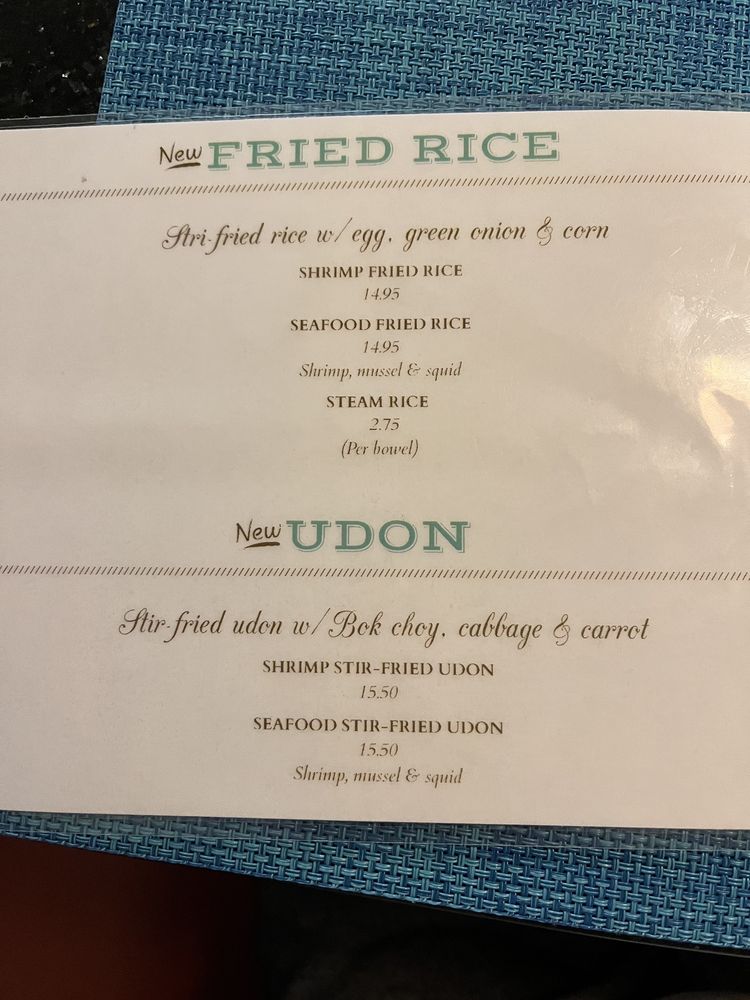 New FRIED RICE
Stri-fried rice w/ egg, green onion & corn
SHRIMP FRIED RICE
14.95
SEAFOOD FRIED RICE
14.95
Shrimp, mussel & squid
STEAM RICE
2.75
(Per bowel)
New UDON
Stir-fried udon w/ Bok choy, cabbage & carrot
SHRIMP STIR-FRIED UDON
15.50
SEAFOOD STIR-FRIED UDON
15.50
Shrimp, mussel & squid